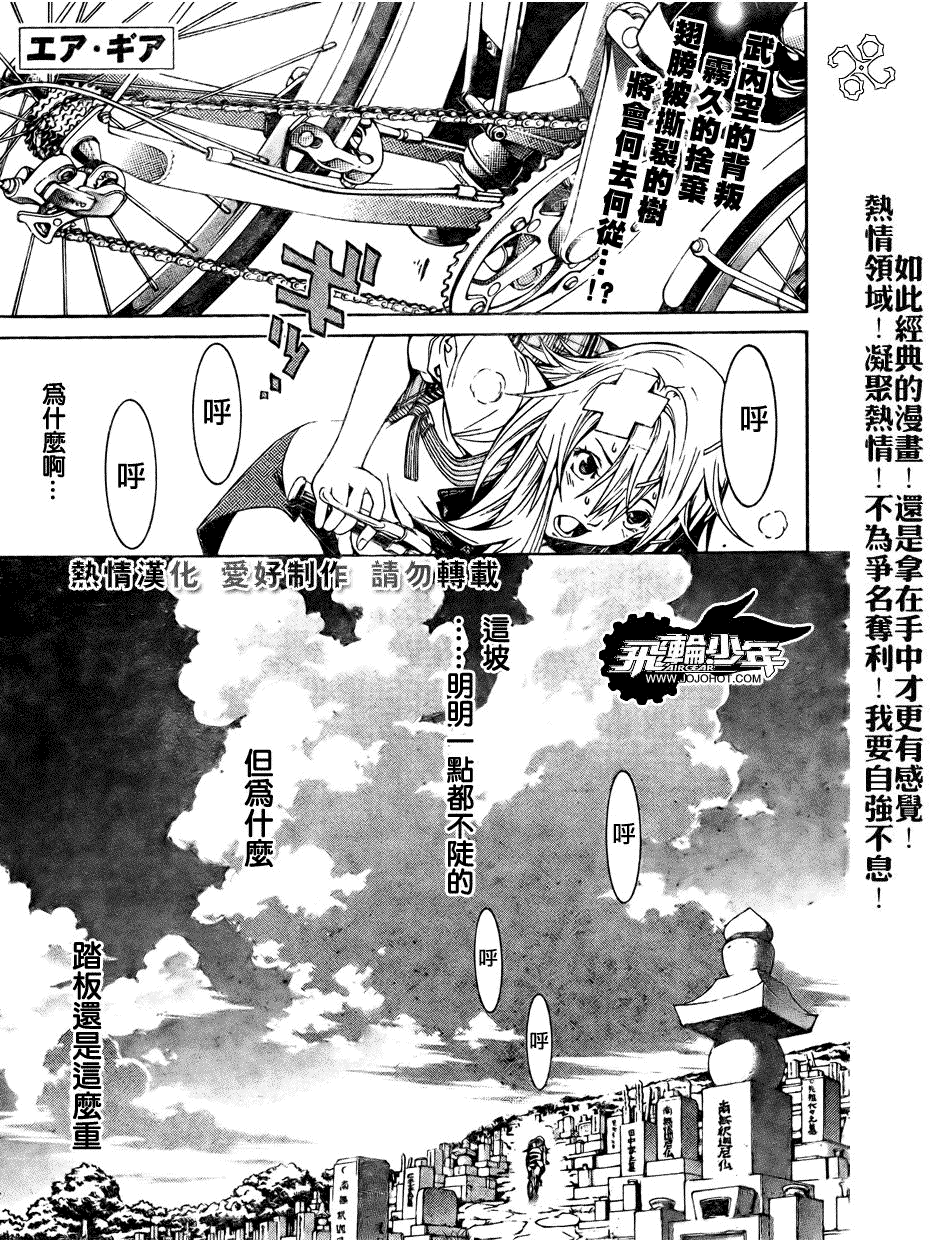 エア・ギア
武內空的背叛
霧久的捨棄
翅膀被撕裂的樹
將會何去何從…!?
如此經典的漫畫！還是拿在手中才更有感覺！
熱情領域！凝聚熱情！不為爭名奪利！我要自強不息！
呼
呼
呼
爲什麼啊…
熱情漢化 愛好制作 請勿轉載
飛輪少年
AIRGEAR
WWW.JOJOHOT.COM
這坡
……明明一點都不陡的
但爲什麼
呼
呼
呼
踏板還是這麼重